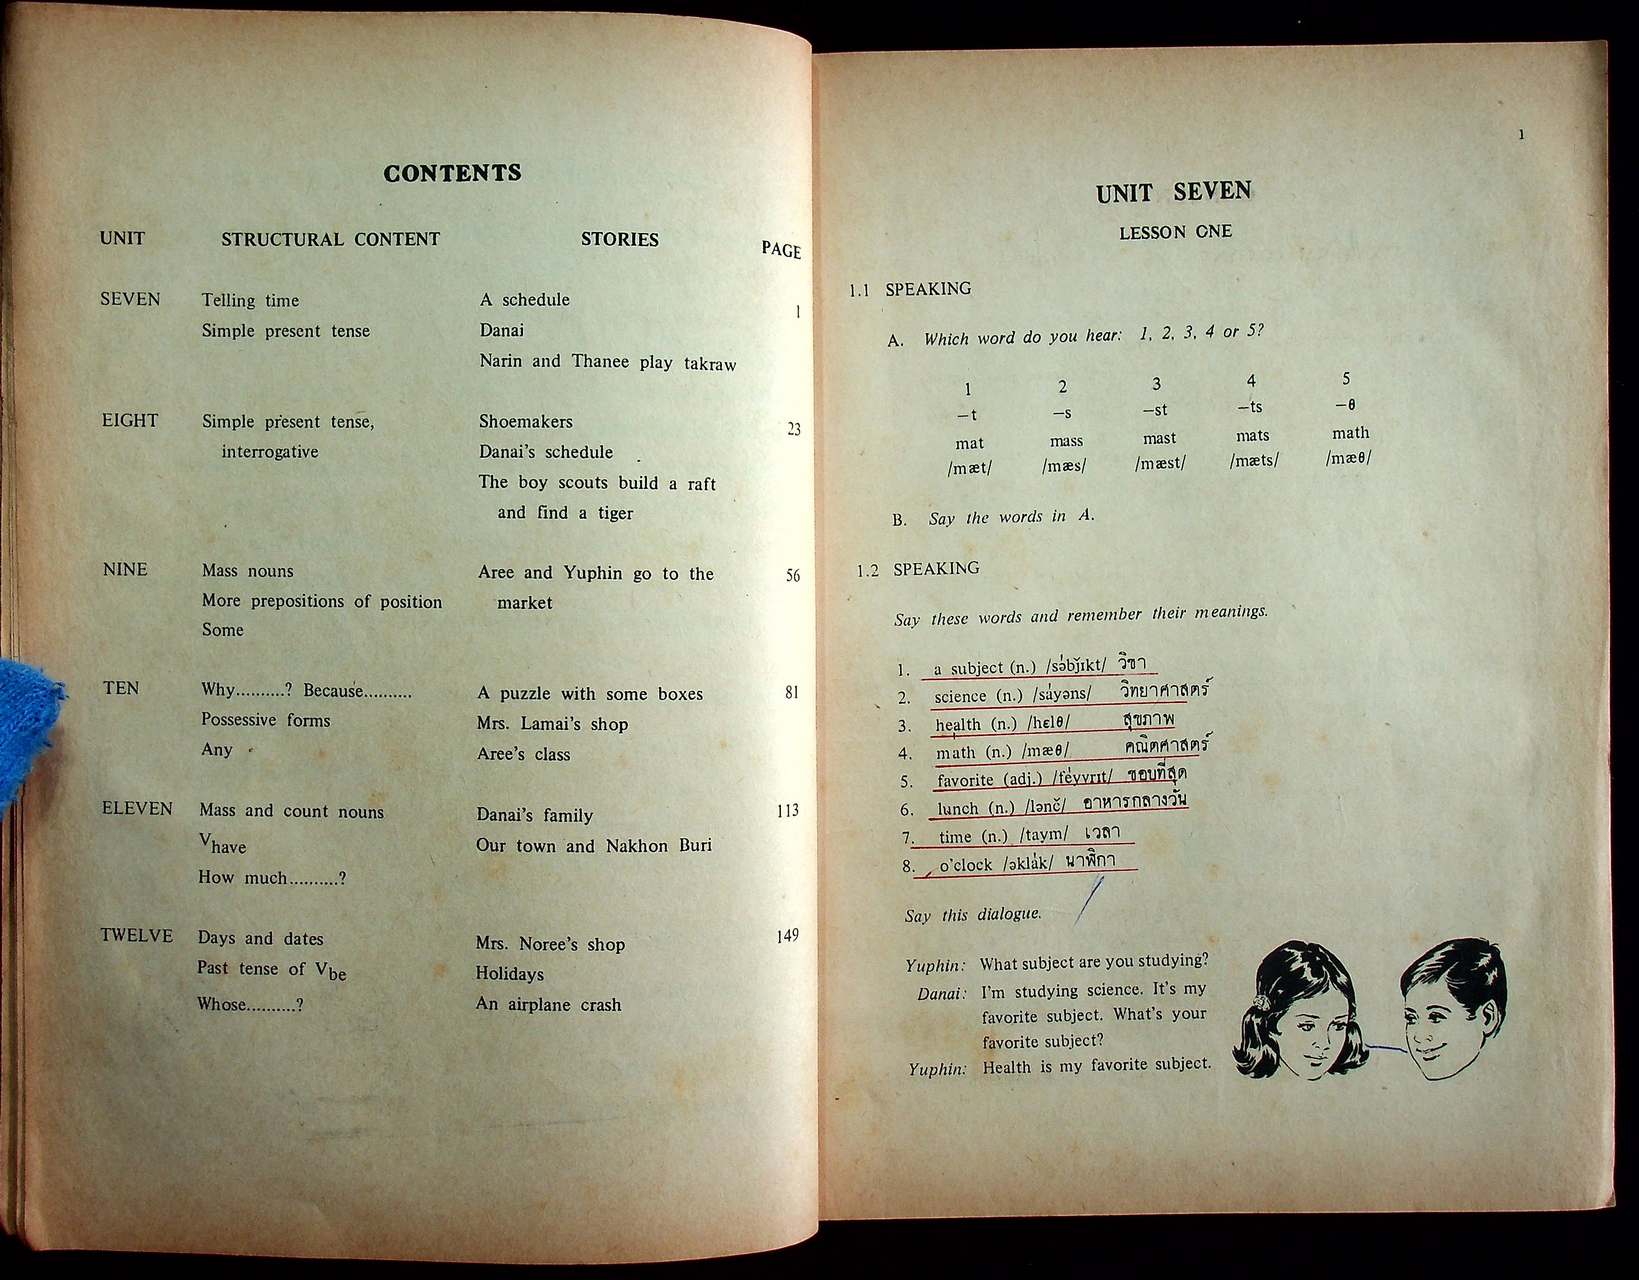 CONTENTS
UNIT STRUCTURAL CONTENT STORIES PAGE
SEVEN Telling time A schedule 1
Simple present tense Danai
Narin and Thanee play takraw
EIGHT Simple present tense, Shoemakers 23
interrogative Danai's schedule
The boy scouts build a raft
and find a tiger
NINE Mass nouns Aree and Yuphin go to the 56
More prepositions of position market
Some
TEN Why..........? Because.......... A puzzle with some boxes 81
Possessive forms Mrs. Lamai's shop
Any Aree's class
ELEVEN Mass and count nouns Danai's family 113
Vhave Our town and Nakhon Buri
How much..........?
TWELVE Days and dates Mrs. Noree's shop 149
Past tense of Vbe Holidays
Whose..........? An airplane crash
1
UNIT SEVEN
LESSON ONE
1.1 SPEAKING
A. Which word do you hear: 1, 2, 3, 4 or 5?
1 2 3 4 5
–t –s –st –ts –θ
mat mass mast mats math
/mæt/ /mæs/ /mæst/ /mæts/ /mæθ/
B. Say the words in A.
1.2 SPEAKING
Say these words and remember their meanings.
1. a subject (n.) /sə́bǰɪkt/ วิชา
2. science (n.) /sáyəns/ วิทยาศาสตร์
3. health (n.) /hɛlθ/ สุขภาพ
4. math (n.) /mæθ/ คณิตศาสตร์
5. favorite (adj.) /féyvrɪt/ ชอบที่สุด
6. lunch (n.) /lənč/ อาหารกลางวัน
7. time (n.) /taym/ เวลา
8. o'clock /əklák/ นาฬิกา
Say this dialogue.
Yuphin: What subject are you studying?
Danai: I'm studying science. It's my
favorite subject. What's your
favorite subject?
Yuphin: Health is my favorite subject.